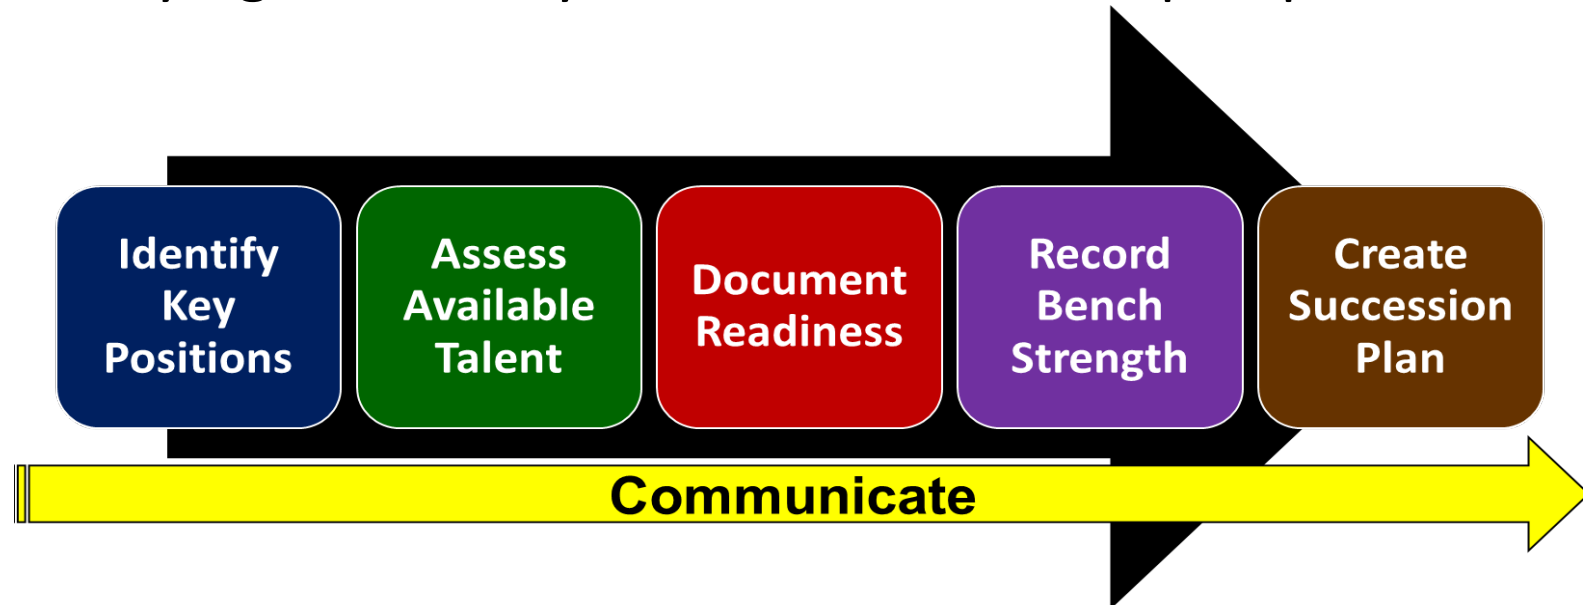 Identify
Key
Positions
Assess
Available
Talent
Document
Readiness
Record
Bench
Strength
Create
Succession
Plan
Communicate